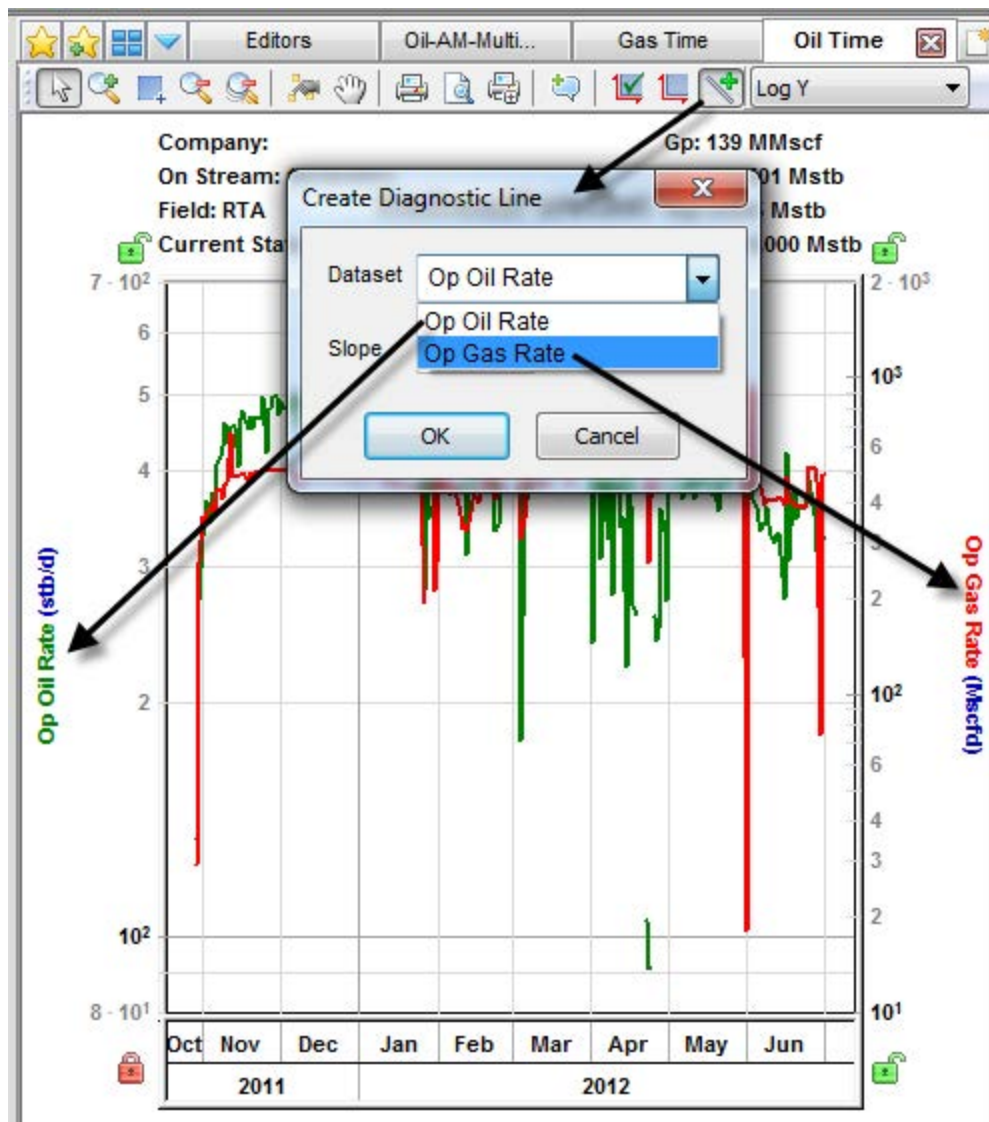 Editors Oil-AM-Multi... Gas Time Oil Time
Log Y
Company: Gp: 139 MMscf
On Stream: 01 Mstb
Field: RTA Mstb
Current Sta 000 Mstb
Create Diagnostic Line
Dataset Op Oil Rate
Op Oil Rate
Slope Op Gas Rate
OK Cancel
7 · 10²
6
5
4
3
2
10²
8 · 10¹
Op Oil Rate (stb/d)
2 · 10³
10³
6
4
3
2
10²
6
4
3
2
10¹
Op Gas Rate (Mscfd)
Oct Nov Dec Jan Feb Mar Apr May Jun
2011 2012